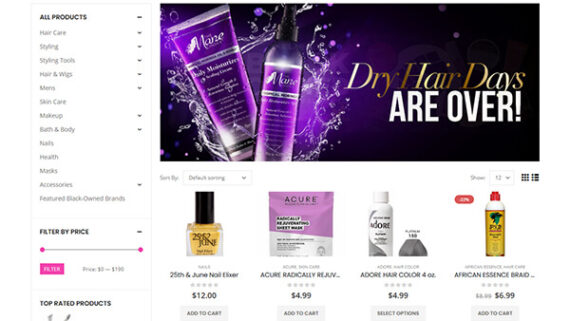 ALL PRODUCTS
Hair Care
Styling
Styling Tools
Hair & Wigs
Mens
Skin Care
Makeup
Bath & Body
Nails
Health
Masks
Accessories
Featured Black-Owned Brands
FILTER BY PRICE
FILTER
Price: $0 — $190
TOP RATED PRODUCTS
the Mane
Daily Moisturizer
the Mane
Dry Hair Days
ARE OVER!
Sort By:
Default sorting
Show:
12
25th
& JUNE
ACURE
RADICALLY
REJUVENATING
SHEET MASK
ADORE
PLATINUM
NAILS
25th & June Nail Elixer
$12.00
ADD TO CART
ACURE, SKIN CARE
ACURE RADICALLY REJUV...
$4.99
ADD TO CART
ADORE, HAIR COLOR
ADORE HAIR COLOR 4 oz.
$4.99
SELECT OPTIONS
AFRICAN ESSENCE HAIR CARE
AFRICAN ESSENCE BRAID ...
$8.99 $6.99
ADD TO CART